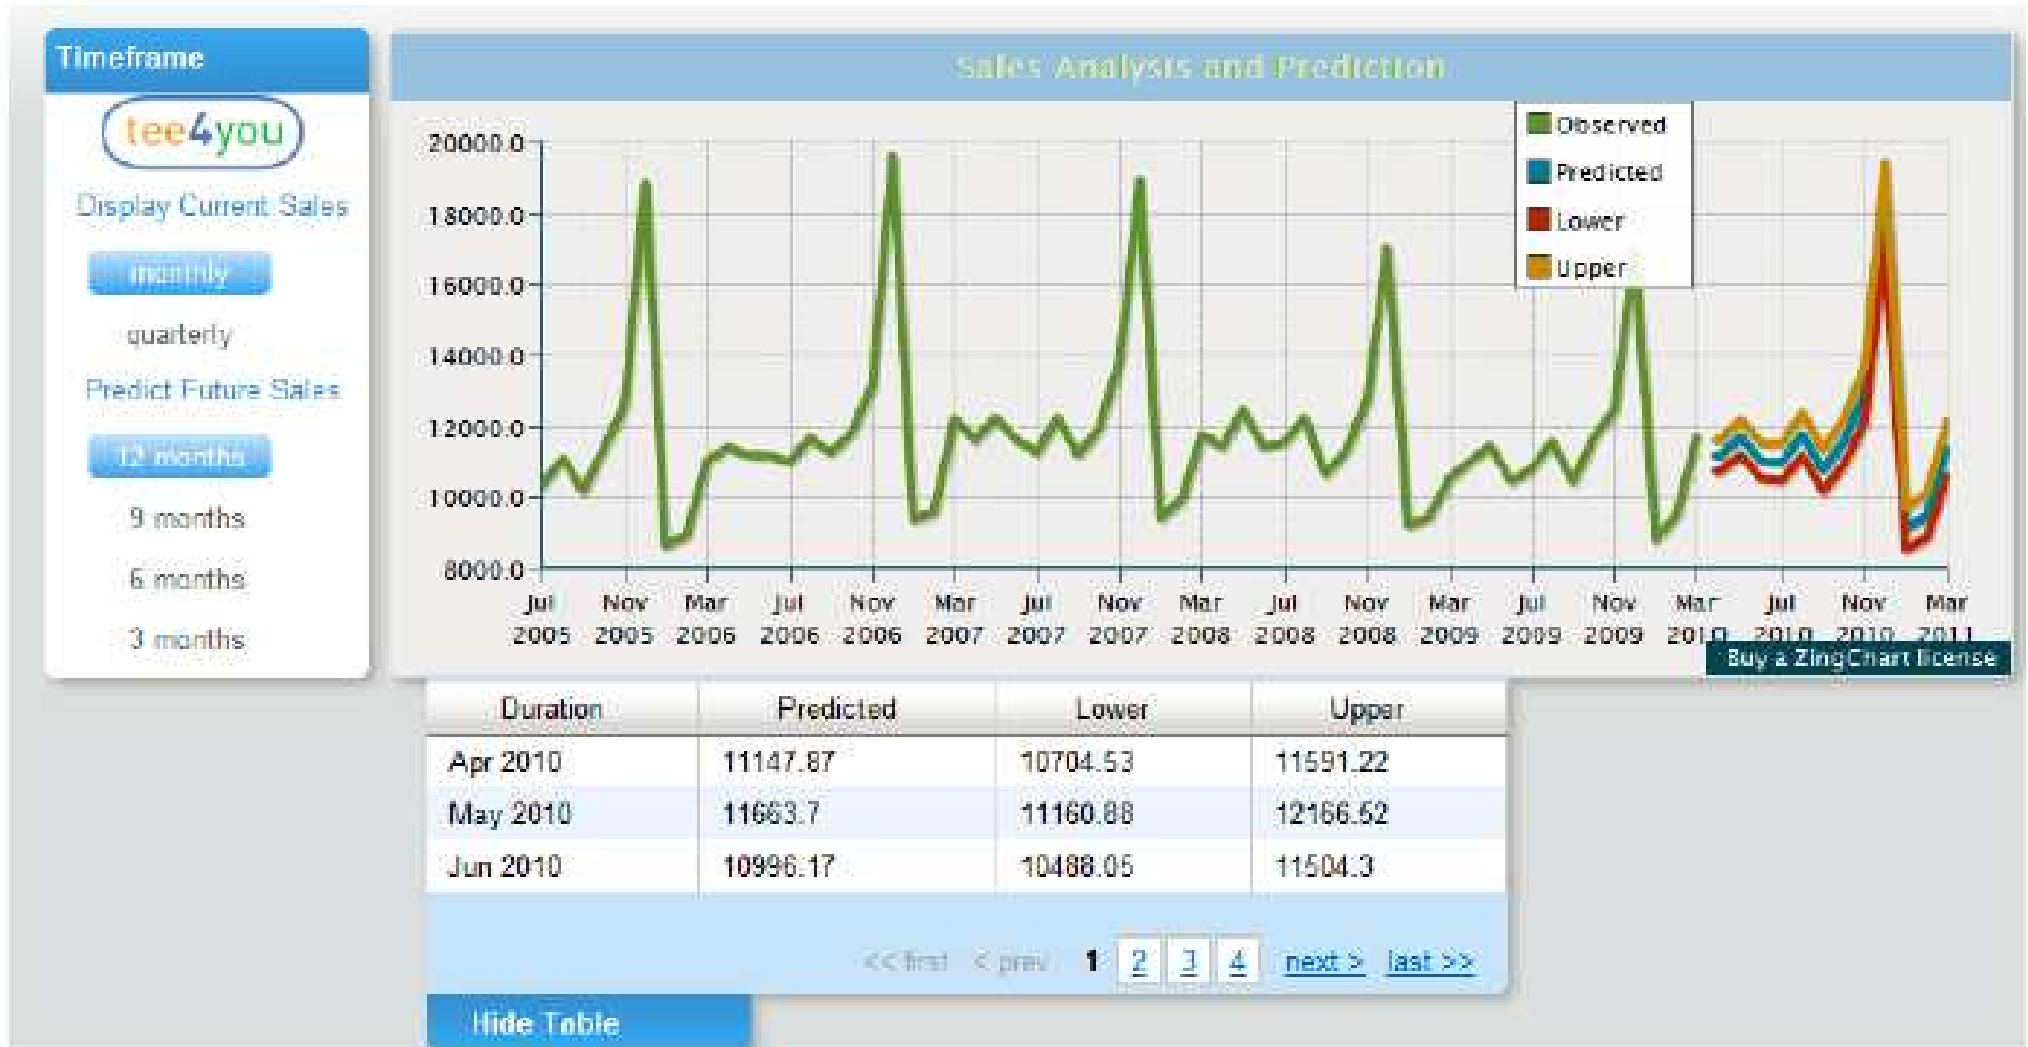 Timeframe
tee4you
Display Current Sales
monthly
quarterly
Predict Future Sales
12 months
9 months
6 months
3 months
Sales Analysis and Prediction
Observed
Predicted
Lower
Upper
20000.0
18000.0
16000.0
14000.0
12000.0
10000.0
8000.0
Jul Nov Mar Jul Nov Mar Jul Nov Mar Jul Nov Mar Jul Nov Mar Jul Nov Mar
2005 2005 2006 2006 2006 2007 2007 2007 2008 2008 2008 2009 2009 2009 2010 2010 2010 2011
Buy a ZingChart license
Duration Predicted Lower Upper
Apr 2010 11147.87 10704.53 11591.22
May 2010 11663.7 11160.88 12166.52
Jun 2010 10996.17 10488.05 11504.3
<< first < prev 1 2 3 4 next > last >>
Hide Table